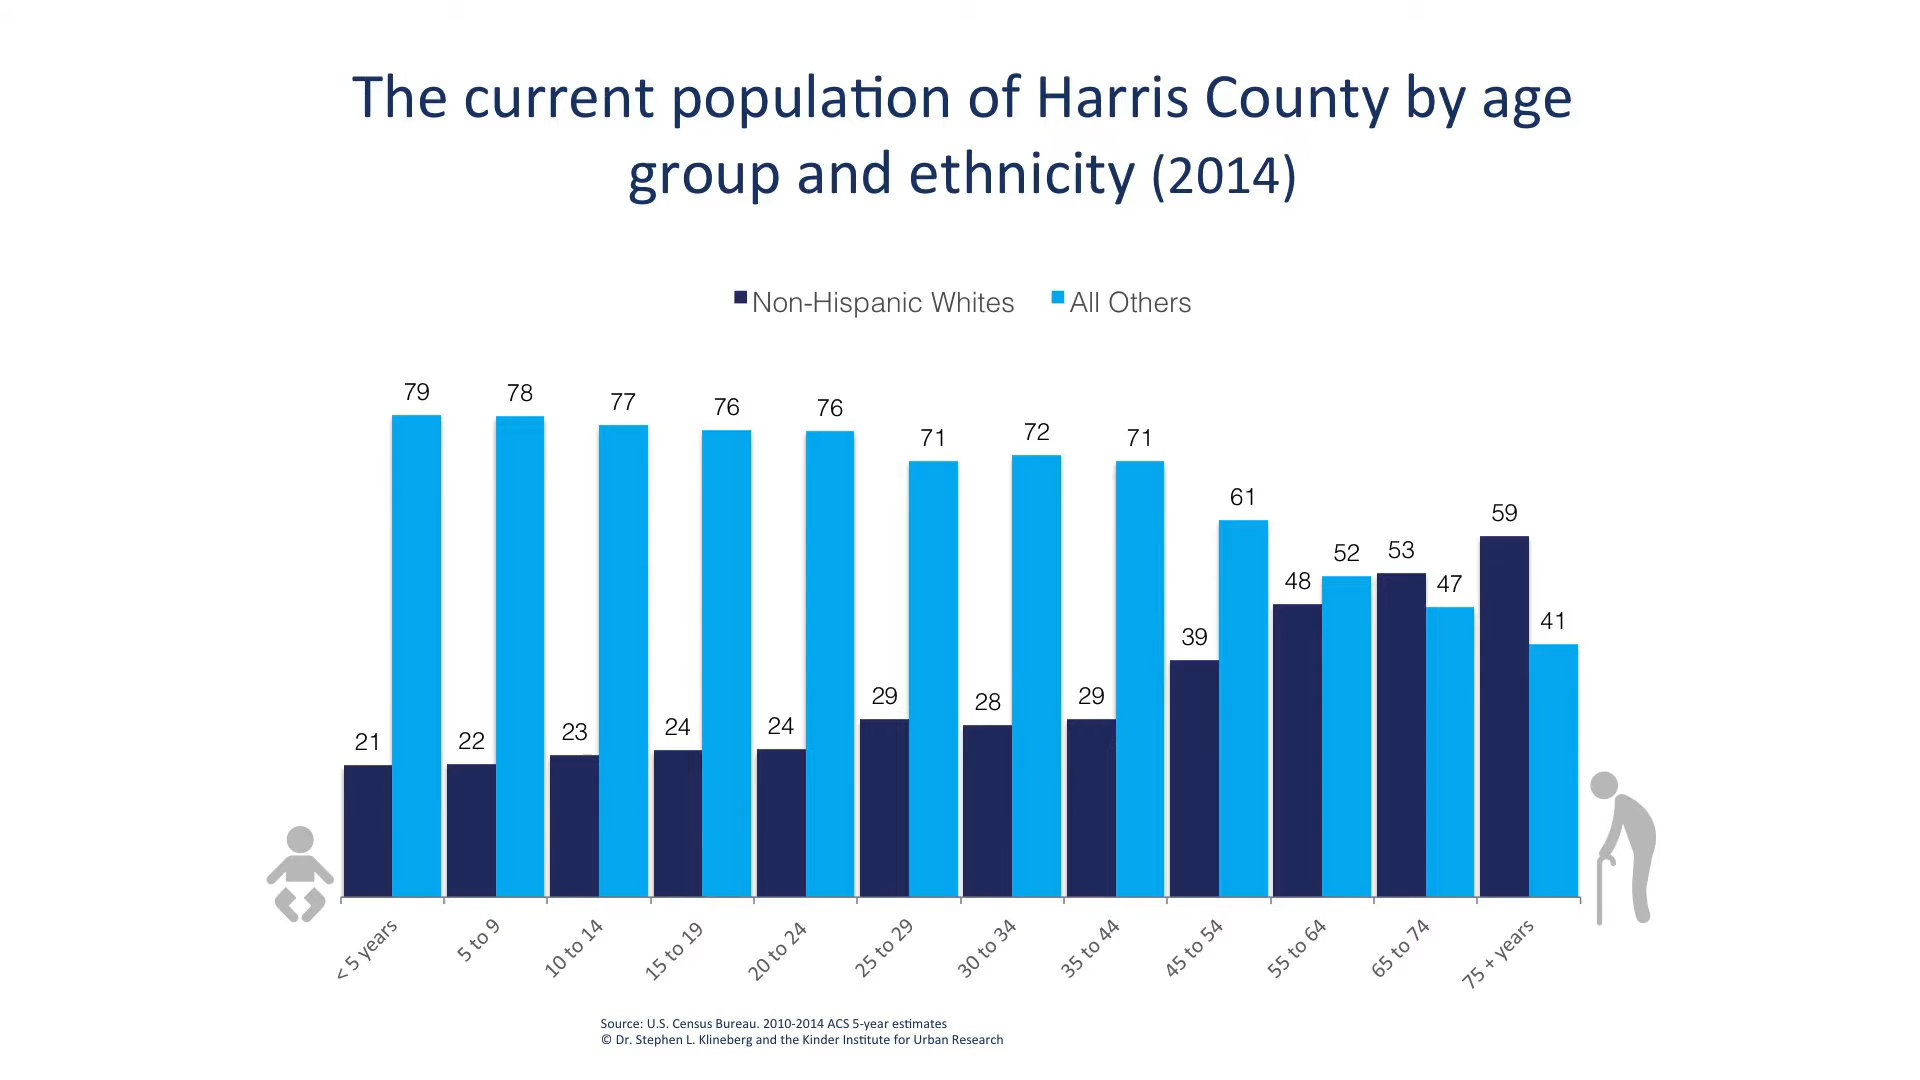 The current population of Harris County by age
group and ethnicity (2014)
Non-Hispanic Whites All Others
79 78 77 76 76 71 72 71 61 52 53 47 59 41
21 22 23 24 24 29 28 29 39 48
< 5 years 5 to 9 10 to 14 15 to 19 20 to 24 25 to 29 30 to 34 35 to 44 45 to 54 55 to 64 65 to 74 75 + years
Source: U.S. Census Bureau. 2010-2014 ACS 5-year estimates
© Dr. Stephen L. Klineberg and the Kinder Institute for Urban Research